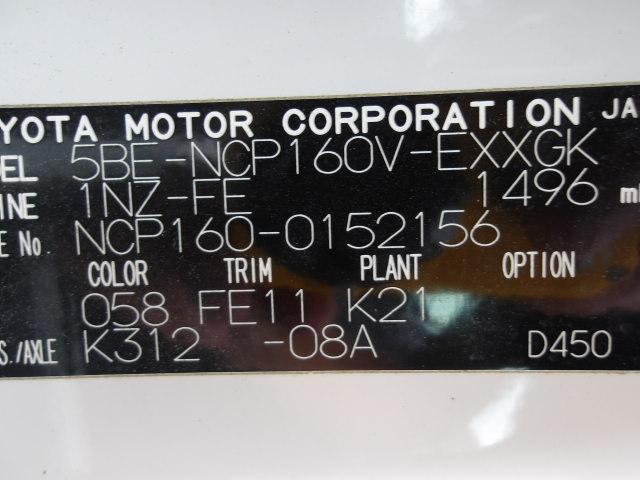 YOTA MOTOR CORPORATION JA
DEL 5BE-NCP160V-EXXGK
INE 1NZ-FE 1496 m
E No. NCP160-0152156
COLOR TRIM PLANT OPTION
058 FE11 K21
S./AXLE K312 -08A D450